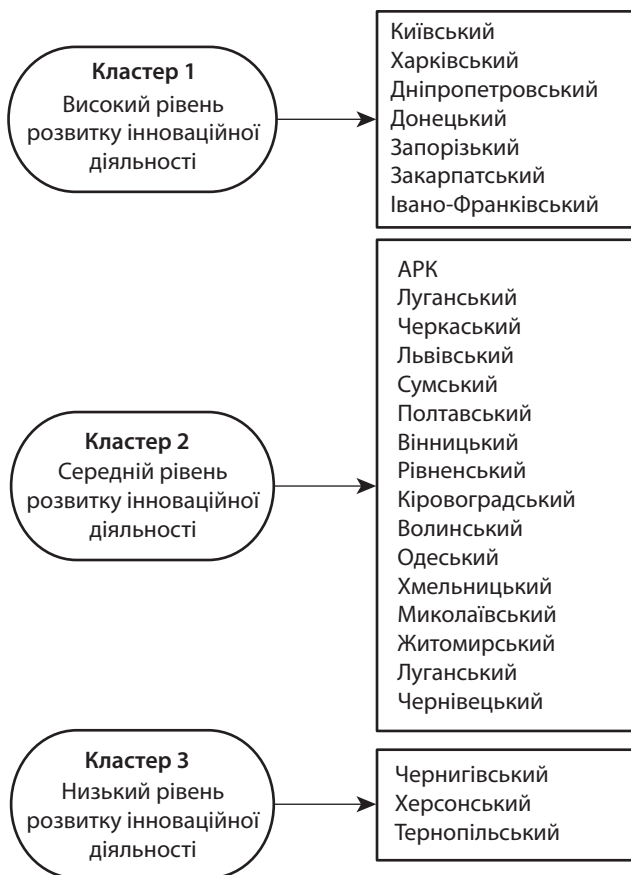 Кластер 1
Високий рівень
розвитку інноваційної
діяльності
Київський
Харківський
Дніпропетровський
Донецький
Запорізький
Закарпатський
Івано-Франківський
Кластер 2
Середній рівень
розвитку інноваційної
діяльності
АРК
Луганський
Черкаський
Львівський
Сумський
Полтавський
Вінницький
Рівненський
Кіровоградський
Волинський
Одеський
Хмельницький
Миколаївський
Житомирський
Луганський
Чернівецький
Кластер 3
Низький рівень
розвитку інноваційної
діяльності
Чернигівський
Херсонський
Тернопільський